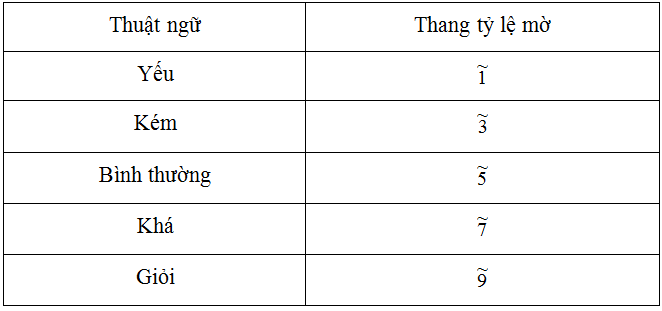 Thuật ngữ Thang tỷ lệ mờ
Yếu 1̃
Kém 3̃
Bình thường 5̃
Khá 7̃
Giỏi 9̃